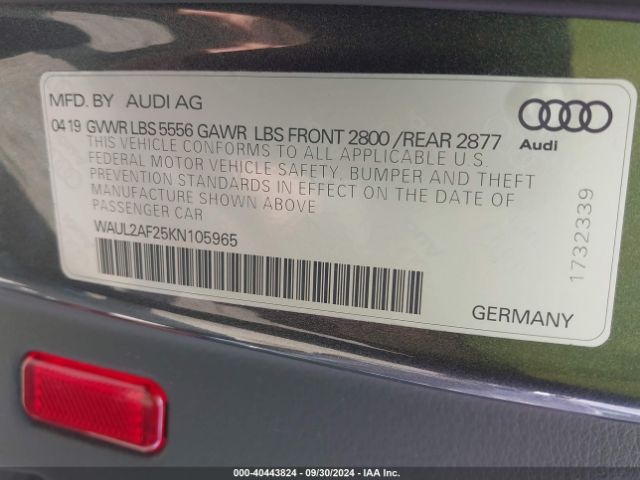 MFD. BY AUDI AG
0419 GVWR LBS 5556 GAWR LBS FRONT 2800 /REAR 2877
THIS VEHICLE CONFORMS TO ALL APPLICABLE U.S.
FEDERAL MOTOR VEHICLE SAFETY, BUMPER AND THEFT
PREVENTION STANDARDS IN EFFECT ON THE DATE OF
MANUFACTURE SHOWN ABOVE
PASSENGER CAR
WAUL2AF25KN105965
Audi
1732339
GERMANY
000-40443824 - 09/30/2024 - IAA Inc.